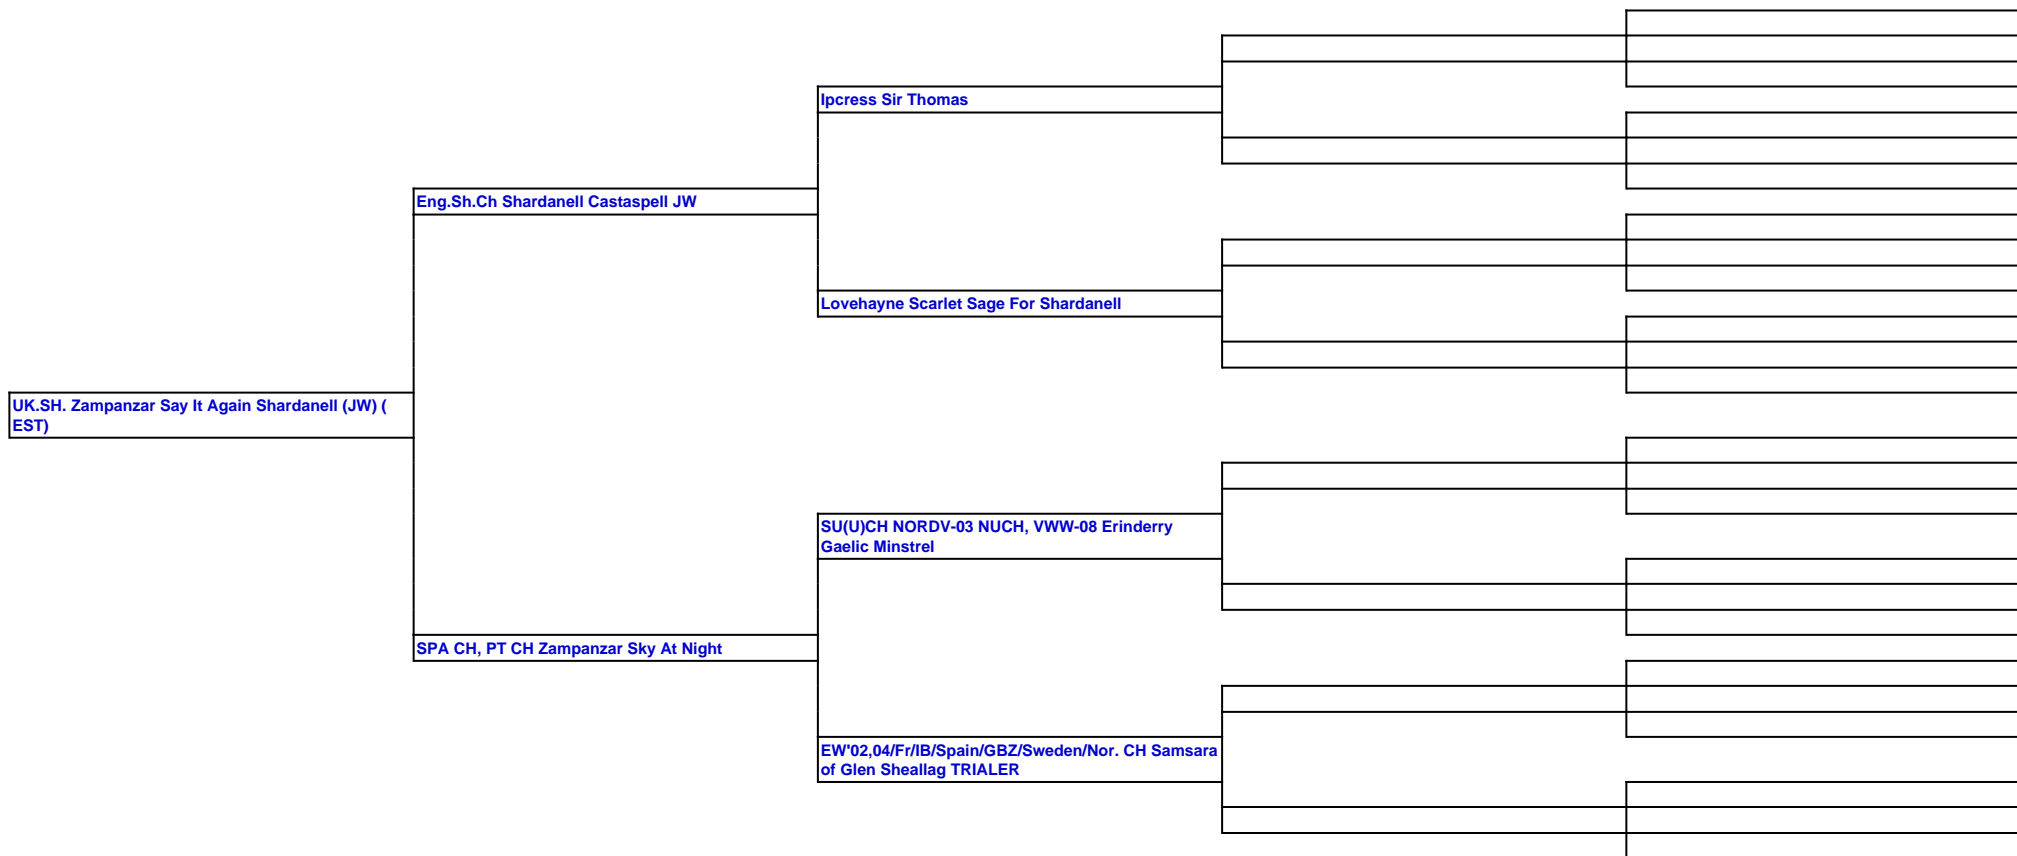 Ipcress Sir Thomas
Eng.Sh.Ch Shardanell Castaspell JW
Lovehayne Scarlet Sage For Shardanell
UK.SH. Zampanzar Say It Again Shardanell (JW) (
EST)
SU(U)CH NORDV-03 NUCH, VWW-08 Erinderry
Gaelic Minstrel
SPA CH, PT CH Zampanzar Sky At Night
EW'02,04/Fr/IB/Spain/GBZ/Sweden/Nor. CH Samsara
of Glen Sheallag TRIALER